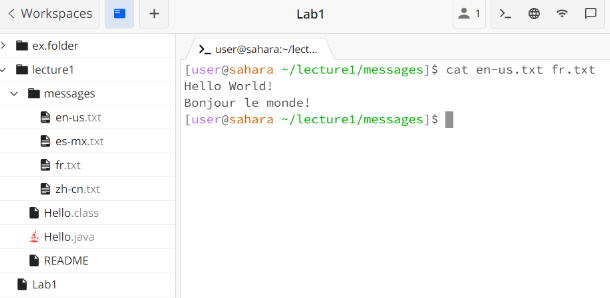 Workspaces
Lab1
1
ex.folder
lecture1
messages
en-us.txt
es-mx.txt
fr.txt
zh-cn.txt
Hello.class
Hello.java
README
Lab1
>_ user@sahara:~/lect...
[user@sahara ~/lecture1/messages]$ cat en-us.txt fr.txt
Hello World!
Bonjour le monde!
[user@sahara ~/lecture1/messages]$